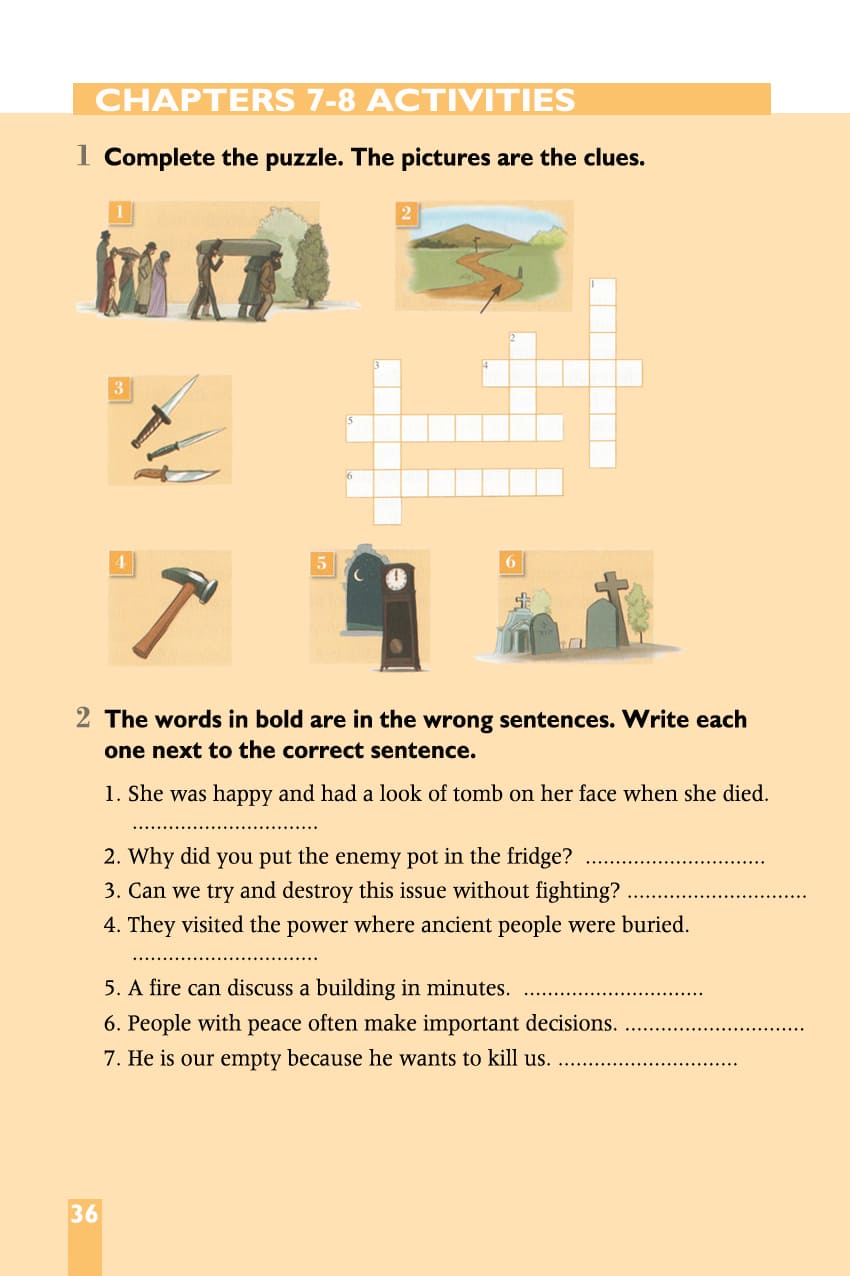 CHAPTERS 7-8 ACTIVITIES
1 Complete the puzzle. The pictures are the clues.
1
2
1
2
3
4
3
5
6
4
5
6
2 The words in bold are in the wrong sentences. Write each
one next to the correct sentence.
1. She was happy and had a look of tomb on her face when she died.
...............................
2. Why did you put the enemy pot in the fridge? ..............................
3. Can we try and destroy this issue without fighting? ..............................
4. They visited the power where ancient people were buried.
...............................
5. A fire can discuss a building in minutes. ..............................
6. People with peace often make important decisions. ..............................
7. He is our empty because he wants to kill us. ..............................
36